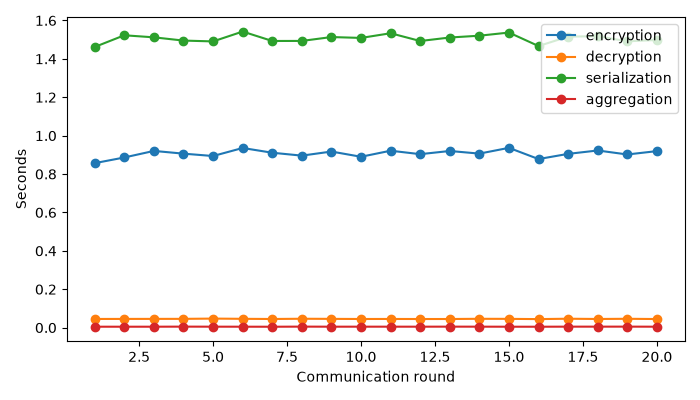 1.6
1.4
1.2
1.0
0.8
0.6
0.4
0.2
0.0
Seconds
2.5 5.0 7.5 10.0 12.5 15.0 17.5 20.0
Communication round
encryption
decryption
serialization
aggregation